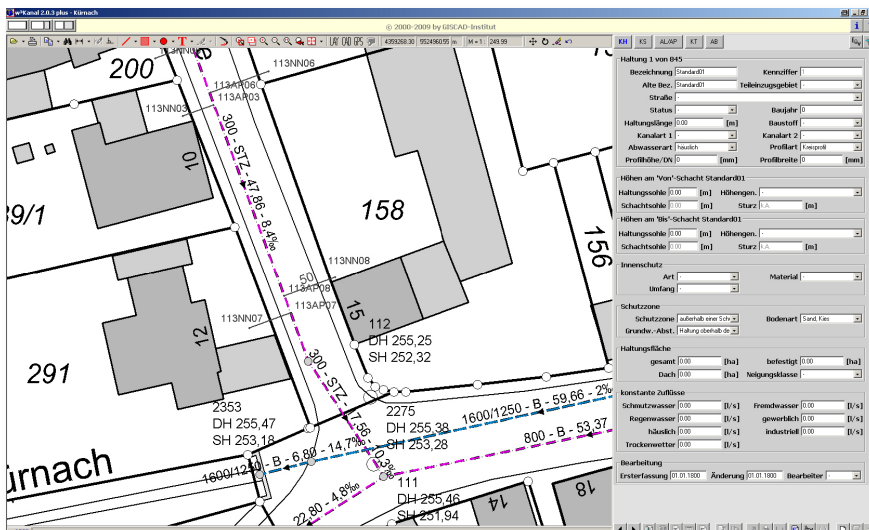 w³Kanal 2.0.3 plus - Kürnach
© 2000-2009 by GISCAD-Institut
i
LAY CAD GPS 4359268.30 5524960.55 m M = 1 : 249.99
KH KS AL/AP KT AB
200
113NN06
113AP06
113AP03
113NN03
300 - STZ - 47,86 - 8,4‰
10
39/1
158
156
50
113NN08
113AP08
113AP07
113NN07
15
12
112
DH 255,25
SH 252,32
291
300 - STZ - 17,56 - 10,3‰
2353
DH 255,47
SH 253,18
2275
DH 255,38
SH 253,28
1600/1250 - B - 59,66 - 2‰
1600/1250 - B - 6,80 - 14,7‰
800 - B - 53,37
ürnach
111
DH 255,46
SH 251,94
22,80 - 4,8‰
14
18
Haltung 1 von 845
Bezeichnung Standard01 Kennziffer 1
Alte Bez. Standard01 Teileinzugsgebiet -
Straße -
Status - Baujahr 0
Haltungslänge 0.00 [m] Baustoff -
Kanalart 1 - Kanalart 2 -
Abwasserart häuslich Profilart Kreisprofil
Profilhöhe/DN 0 [mm] Profilbreite 0 [mm]
Höhen am 'Von'-Schacht Standard01
Haltungssohle 0.00 [m] Höhengen. -
Schachtsohle 0.00 [m] Sturz k.A. [m]
Höhen am 'Bis'-Schacht Standard01
Haltungssohle 0.00 [m] Höhengen. -
Schachtsohle 0.00 [m] Sturz k.A. [m]
Innenschutz
Art - Material -
Umfang -
Schutzzone
Schutzzone außerhalb einer Schu Bodenart Sand, Kies
Grundw.-Abst. Haltung oberhalb de
Haltungsfläche
gesamt 0.00 [ha] befestigt 0.00 [ha]
Dach 0.00 [ha] Neigungsklasse -
konstante Zuflüsse
Schmutzwasser 0.00 [l/s] Fremdwasser 0.00 [l/s]
Regenwasser 0.00 [l/s] gewerblich 0.00 [l/s]
häuslich 0.00 [l/s] industriell 0.00 [l/s]
Trockenwetter 0.00 [l/s]
Bearbeitung
Ersterfassung 01.01.1800 Änderung 01.01.1800 Bearbeiter -